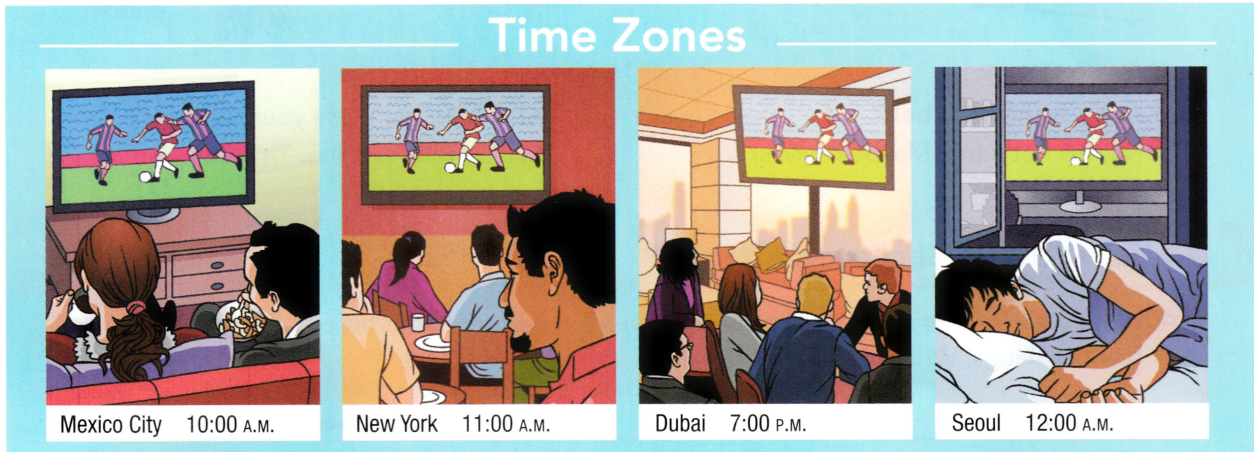 Time Zones
Mexico City 10:00 A.M.
New York 11:00 A.M.
Dubai 7:00 P.M.
Seoul 12:00 A.M.